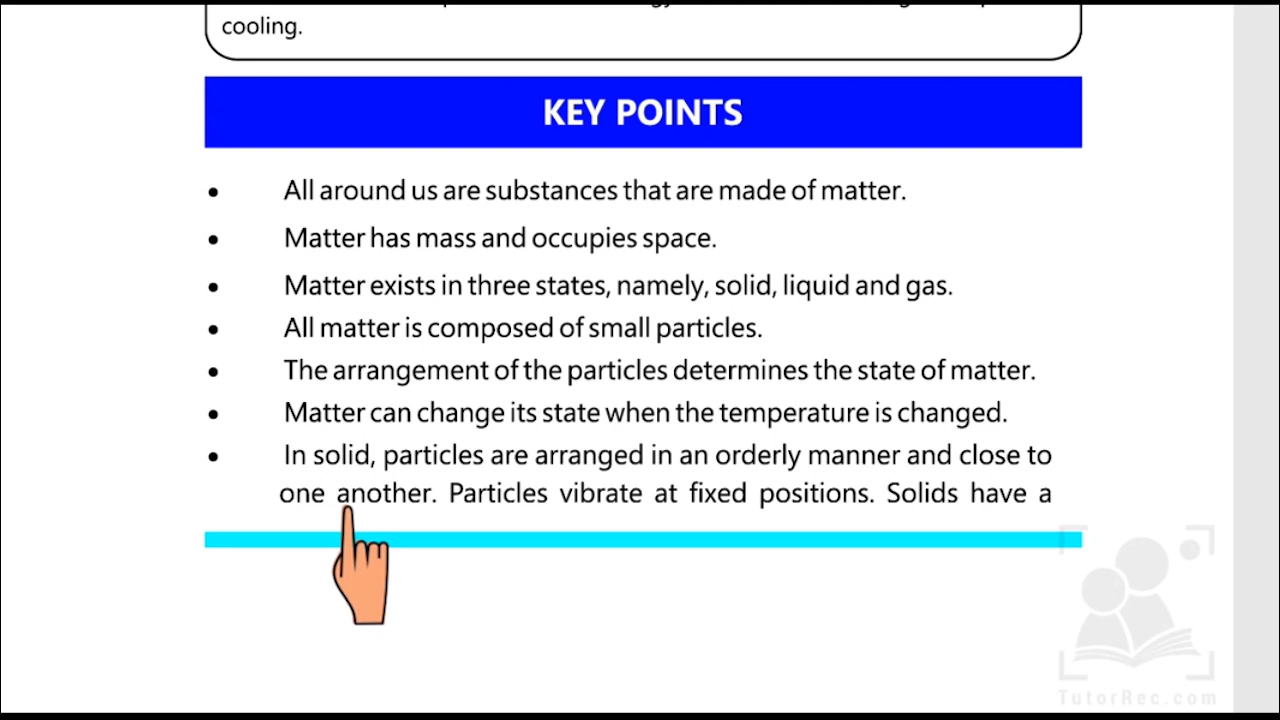 cooling.
KEY POINTS
• All around us are substances that are made of matter.
• Matter has mass and occupies space.
• Matter exists in three states, namely, solid, liquid and gas.
• All matter is composed of small particles.
• The arrangement of the particles determines the state of matter.
• Matter can change its state when the temperature is changed.
• In solid, particles are arranged in an orderly manner and close to
one another. Particles vibrate at fixed positions. Solids have a
TutorRec.com